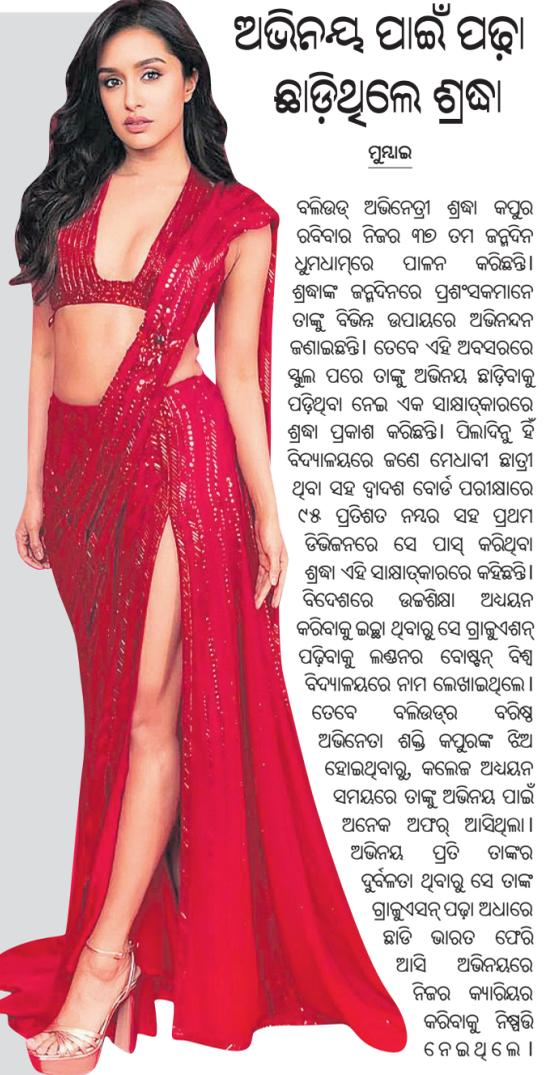 ଅଭିନୟ ପାଇଁ ପଢ଼ା
ଛାଡ଼ିଥିଲେ ଶ୍ରଦ୍ଧା
ମୁମ୍ବାଇ
ବଲିଉଡ୍ ଅଭିନେତ୍ରୀ ଶ୍ରଦ୍ଧା କପୁର
ରବିବାର ନିଜର ୩୭ ତମ ଜନ୍ମଦିନ
ଧୁମଧାମ୍‌ରେ ପାଳନ କରିଛନ୍ତି।
ଶ୍ରଦ୍ଧାଙ୍କ ଜନ୍ମଦିନରେ ପ୍ରଶଂସକମାନେ
ତାଙ୍କୁ ବିଭିନ୍ନ ଉପାୟରେ ଅଭିନନ୍ଦନ
ଜଣାଇଛନ୍ତି। ତେବେ ଏହି ଅବସରରେ
ସ୍କୁଲ ପରେ ତାଙ୍କୁ ଅଭିନୟ ଛାଡ଼ିବାକୁ
ପଡ଼ିଥିବା ନେଇ ଏକ ସାକ୍ଷାତ୍‌କାରରେ
ଶ୍ରଦ୍ଧା ପ୍ରକାଶ କରିଛନ୍ତି। ପିଲାଦିନୁ ହିଁ
ବିଦ୍ୟାଳୟରେ ଜଣେ ମେଧାବୀ ଛାତ୍ରୀ
ଥିବା ସହ ଦ୍ୱାଦଶ ବୋର୍ଡ ପରୀକ୍ଷାରେ
୯୫ ପ୍ରତିଶତ ନମ୍ବର ସହ ପ୍ରଥମ
ଡିଭିଜନରେ ସେ ପାସ୍ କରିଥିବା
ଶ୍ରଦ୍ଧା ଏହି ସାକ୍ଷାତ୍‌କାରରେ କହିଛନ୍ତି।
ବିଦେଶରେ ଉଚ୍ଚଶିକ୍ଷା ଅଧ୍ୟୟନ
କରିବାକୁ ଇଚ୍ଛା ଥିବାରୁ ସେ ଗ୍ରାଜୁଏଶନ୍
ପଢ଼ିବାକୁ ଲଣ୍ଡନର ବୋଷ୍ଟନ୍ ବିଶ୍ୱ
ବିଦ୍ୟାଳୟରେ ନାମ ଲେଖାଇଥିଲେ।
ତେବେ ବଲିଉଡ୍‌ର ବରିଷ୍ଠ
ଅଭିନେତା ଶକ୍ତି କପୁରଙ୍କ ଝିଅ
ହୋଇଥିବାରୁ, କଲେଜ ଅଧ୍ୟୟନ
ସମୟରେ ତାଙ୍କୁ ଅଭିନୟ ପାଇଁ
ଅନେକ ଅଫର୍ ଆସିଥିଲା।
ଅଭିନୟ ପ୍ରତି ତାଙ୍କର
ଦୁର୍ବଳତା ଥିବାରୁ ସେ ତାଙ୍କ
ଗ୍ରାଜୁଏସନ୍ ପଢ଼ା ଅଧାରେ
ଛାଡି ଭାରତ ଫେରି
ଆସି ଅଭିନୟରେ
ନିଜର କ୍ୟାରିୟର
କରିବାକୁ ନିଷ୍ପତ୍ତି
ନେଇଥିଲେ।